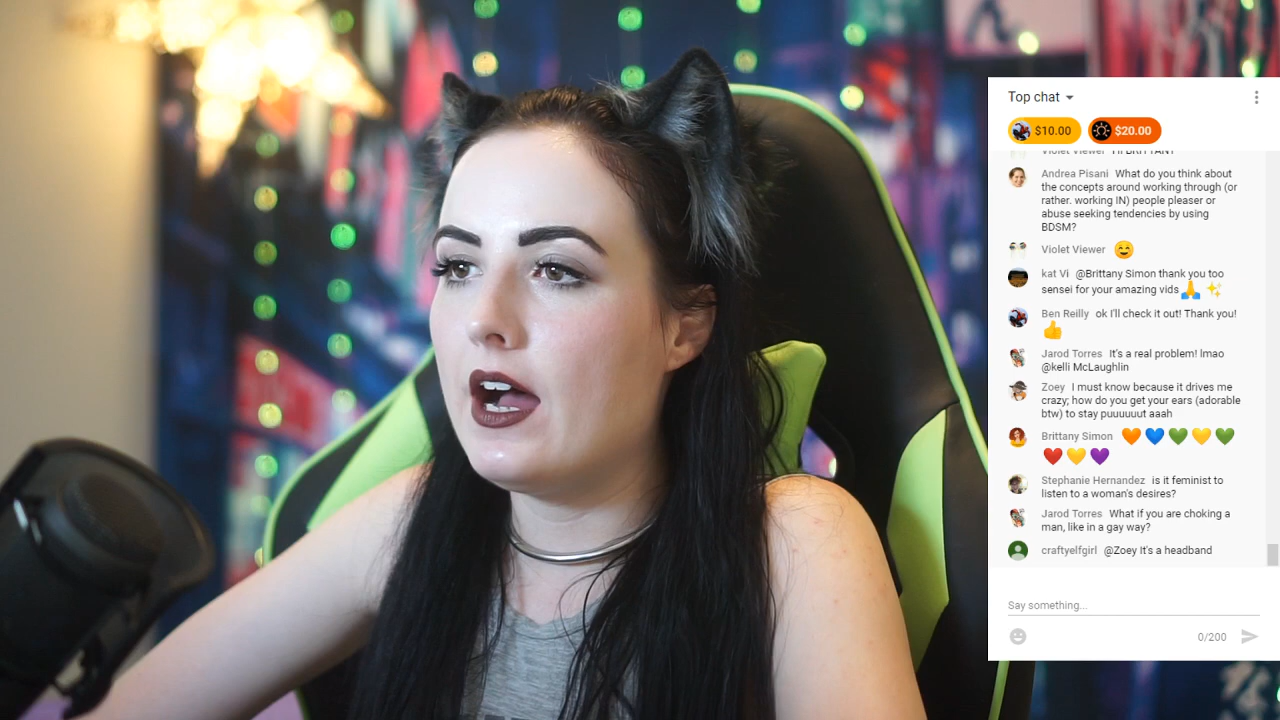 Top chat
$10.00 $20.00
Violet Viewer
Andrea Pisani What do you think about
the concepts around working through (or
rather. working IN) people pleaser or
abuse seeking tendencies by using
BDSM?
Violet Viewer 😊
kat Vi @Brittany Simon thank you too
sensei for your amazing vids🙏✨
Ben Reilly ok I'll check it out! Thank you!
👍
Jarod Torres It's a real problem! lmao
@kelli McLaughlin
Zoey I must know because it drives me
crazy; how do you get your ears (adorable
btw) to stay puuuuuut aaah
Brittany Simon 🧡💙💚💛💚
❤️💛💜
Stephanie Hernandez is it feminist to
listen to a woman's desires?
Jarod Torres What if you are choking a
man, like in a gay way?
craftyelfgirl @Zoey It's a headband
Say something...
0/200